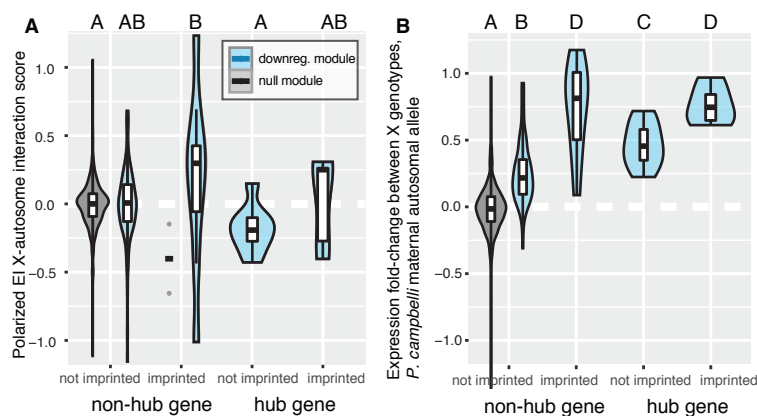 A
A AB B A AB
Polarized EI X-autosome interaction score
1.0
0.5
0.0
−0.5
−1.0
downreg. module
null module
not imprinted imprinted not imprinted imprinted
non-hub gene hub gene
B
A B D C D
Expression fold-change between X genotypes,
P. campbelli maternal autosomal allele
1.0
0.5
0.0
−0.5
−1.0
not imprinted imprinted not imprinted imprinted
non-hub gene hub gene